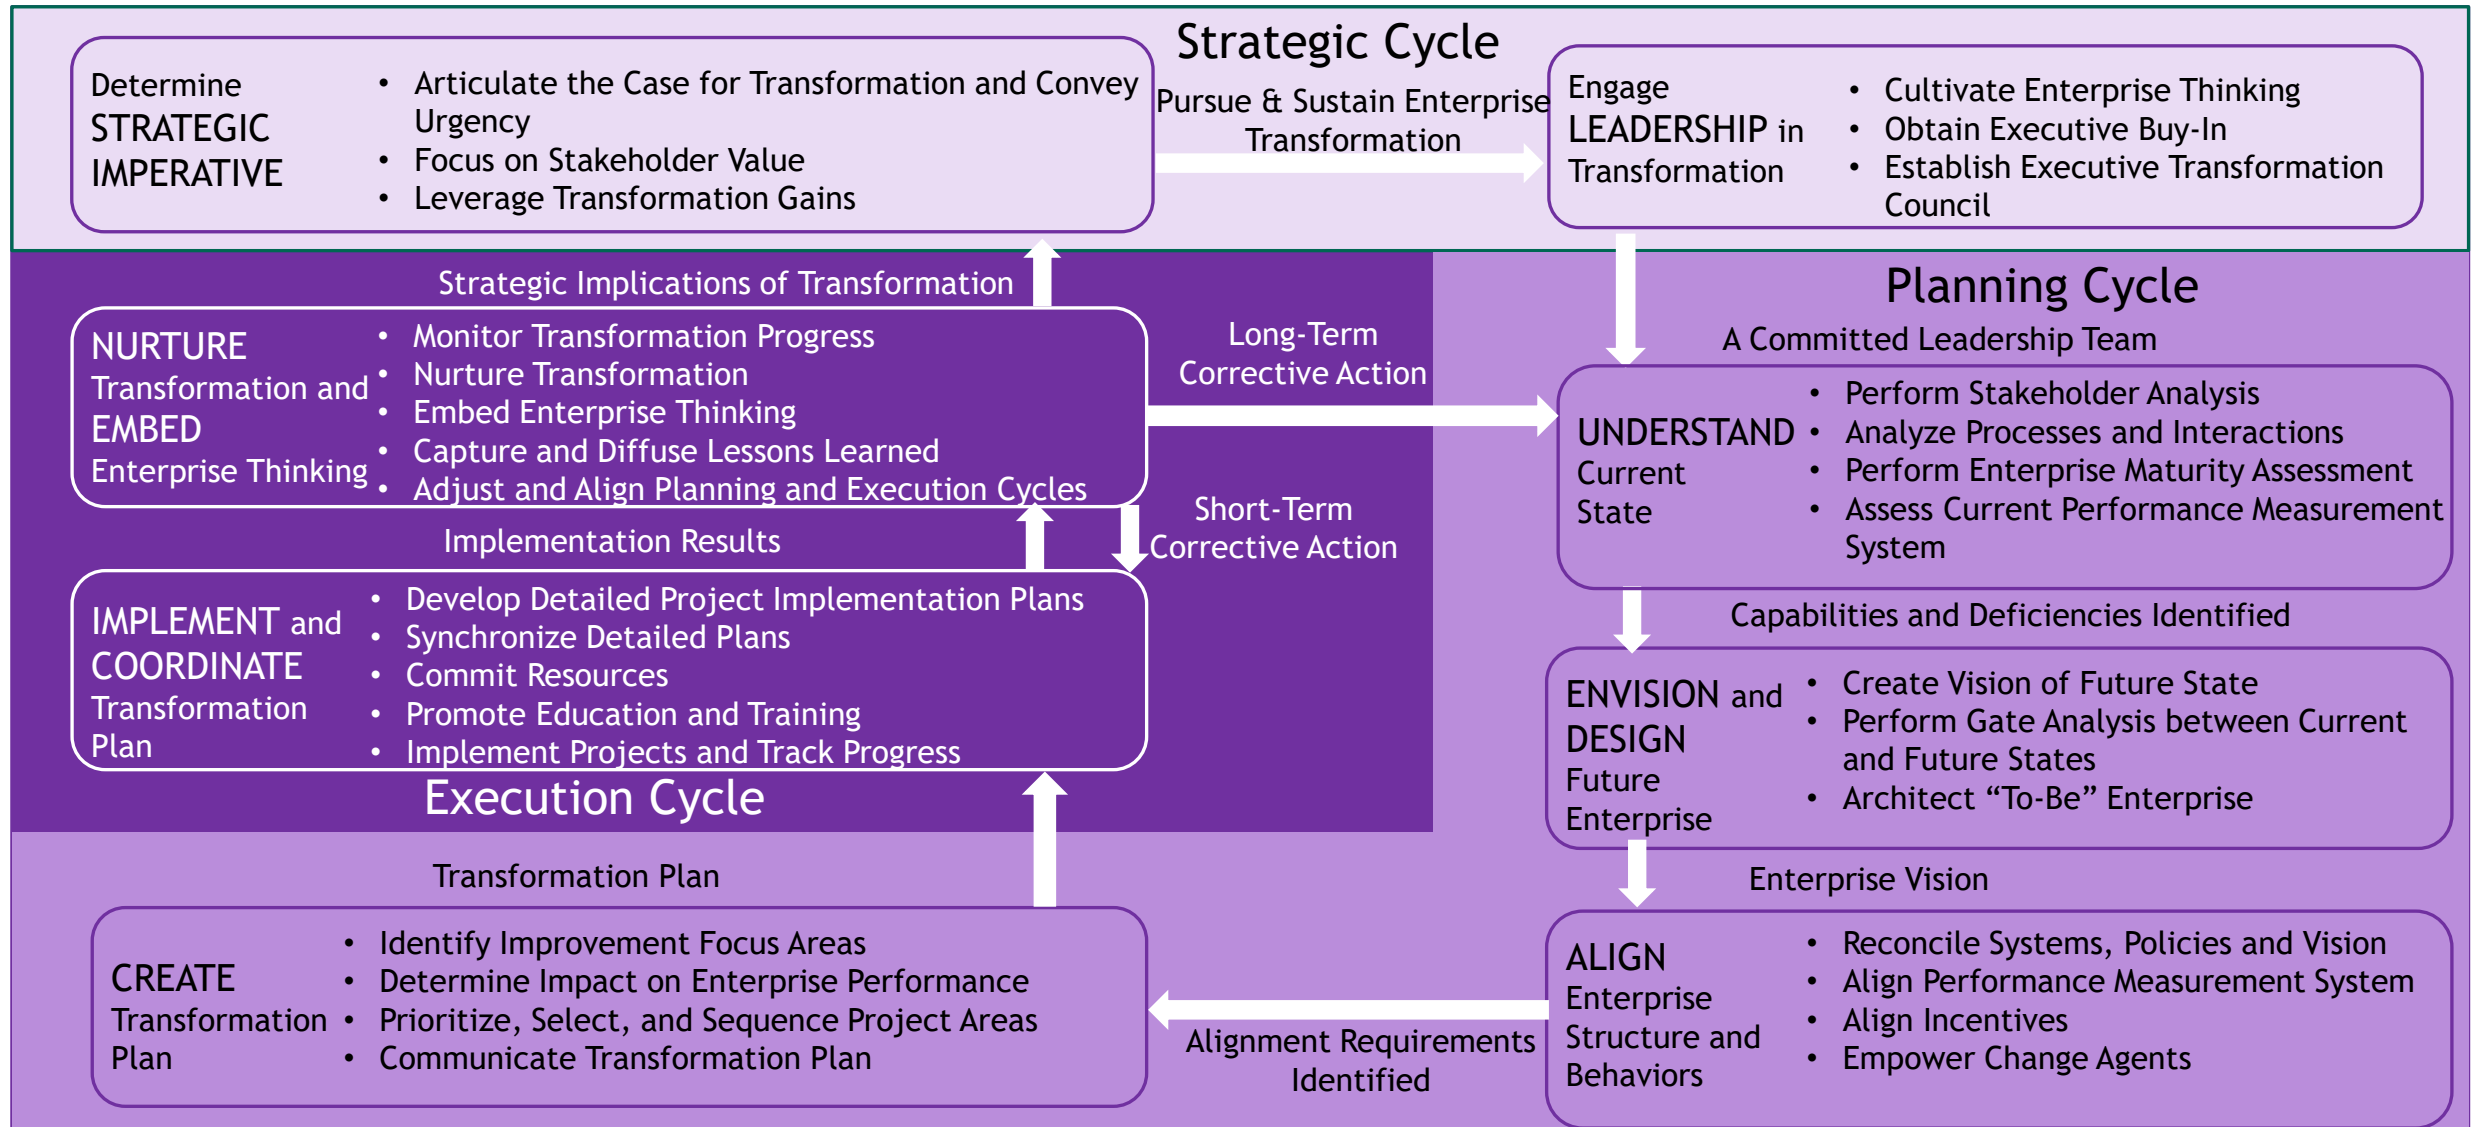 Strategic Cycle
Determine
STRATEGIC
IMPERATIVE
• Articulate the Case for Transformation and Convey
Urgency
• Focus on Stakeholder Value
• Leverage Transformation Gains
Pursue & Sustain Enterprise
Transformation
Engage
LEADERSHIP in
Transformation
• Cultivate Enterprise Thinking
• Obtain Executive Buy-In
• Establish Executive Transformation
Council
Strategic Implications of Transformation
Planning Cycle
A Committed Leadership Team
NURTURE
Transformation and
EMBED
Enterprise Thinking
• Monitor Transformation Progress
• Nurture Transformation
• Embed Enterprise Thinking
• Capture and Diffuse Lessons Learned
• Adjust and Align Planning and Execution Cycles
Long-Term
Corrective Action
UNDERSTAND
Current
State
• Perform Stakeholder Analysis
• Analyze Processes and Interactions
• Perform Enterprise Maturity Assessment
• Assess Current Performance Measurement
System
Implementation Results
Short-Term
Corrective Action
IMPLEMENT and
COORDINATE
Transformation
Plan
• Develop Detailed Project Implementation Plans
• Synchronize Detailed Plans
• Commit Resources
• Promote Education and Training
• Implement Projects and Track Progress
Execution Cycle
Capabilities and Deficiencies Identified
ENVISION and
DESIGN
Future
Enterprise
• Create Vision of Future State
• Perform Gate Analysis between Current
and Future States
• Architect “To-Be” Enterprise
Transformation Plan
Enterprise Vision
CREATE
Transformation
Plan
• Identify Improvement Focus Areas
• Determine Impact on Enterprise Performance
• Prioritize, Select, and Sequence Project Areas
• Communicate Transformation Plan
Alignment Requirements
Identified
ALIGN
Enterprise
Structure and
Behaviors
• Reconcile Systems, Policies and Vision
• Align Performance Measurement System
• Align Incentives
• Empower Change Agents